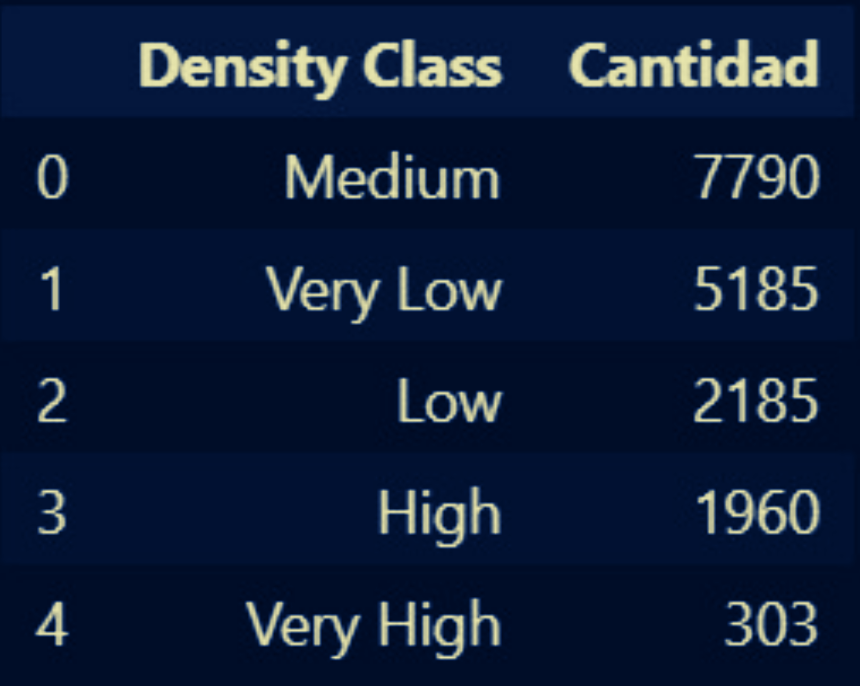 Density Class Cantidad
0 Medium 7790
1 Very Low 5185
2 Low 2185
3 High 1960
4 Very High 303